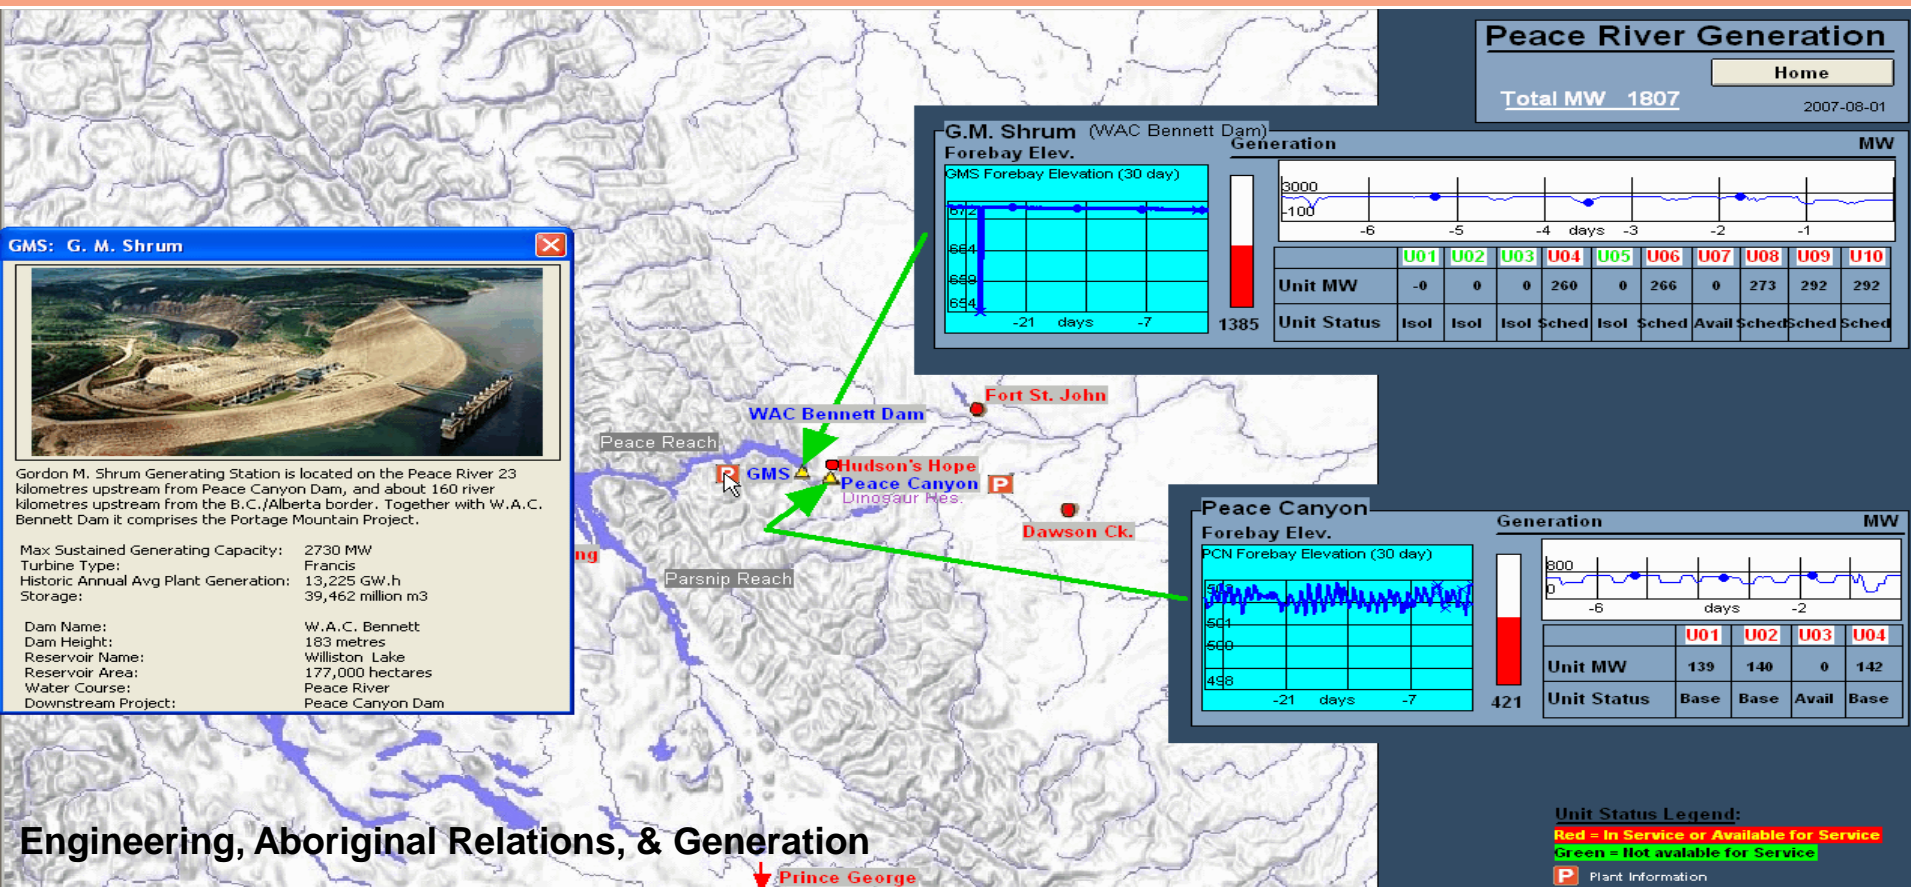 Peace River Generation
Home
Total MW 1807
2007-08-01
G.M. Shrum (WAC Bennett Dam)
Forebay Elev.
Generation
MW
GMS Forebay Elevation (30 day)
672
664
659
654
-21 days -7
1385
3000
-100
-6 -5 -4 days -3 -2 -1
U01 U02 U03 U04 U05 U06 U07 U08 U09 U10
Unit MW -0 0 0 260 0 266 0 273 292 292
Unit Status Isol Isol Isol Sched Isol Sched Avail Sched Sched Sched
GMS: G. M. Shrum
Gordon M. Shrum Generating Station is located on the Peace River 23
kilometres upstream from Peace Canyon Dam, and about 160 river
kilometres upstream from the B.C./Alberta border. Together with W.A.C.
Bennett Dam it comprises the Portage Mountain Project.
Max Sustained Generating Capacity: 2730 MW
Turbine Type: Francis
Historic Annual Avg Plant Generation: 13,225 GW.h
Storage: 39,462 million m3
Dam Name: W.A.C. Bennett
Dam Height: 183 metres
Reservoir Name: Williston Lake
Reservoir Area: 177,000 hectares
Water Course: Peace River
Downstream Project: Peace Canyon Dam
Fort St. John
WAC Bennett Dam
Peace Reach
P
GMS
Hudson's Hope
Peace Canyon
P
Dinosaur Res.
Dawson Ck.
ng
Parsnip Reach
Peace Canyon
Forebay Elev.
Generation
MW
PCN Forebay Elevation (30 day)
501
500
498
-21 days -7
421
800
0
-6 days -2
U01 U02 U03 U04
Unit MW 139 140 0 142
Unit Status Base Base Avail Base
Unit Status Legend:
Red = In Service or Available for Service
Green = Not avalable for Service
P Plant Information
Engineering, Aboriginal Relations, & Generation
Prince George